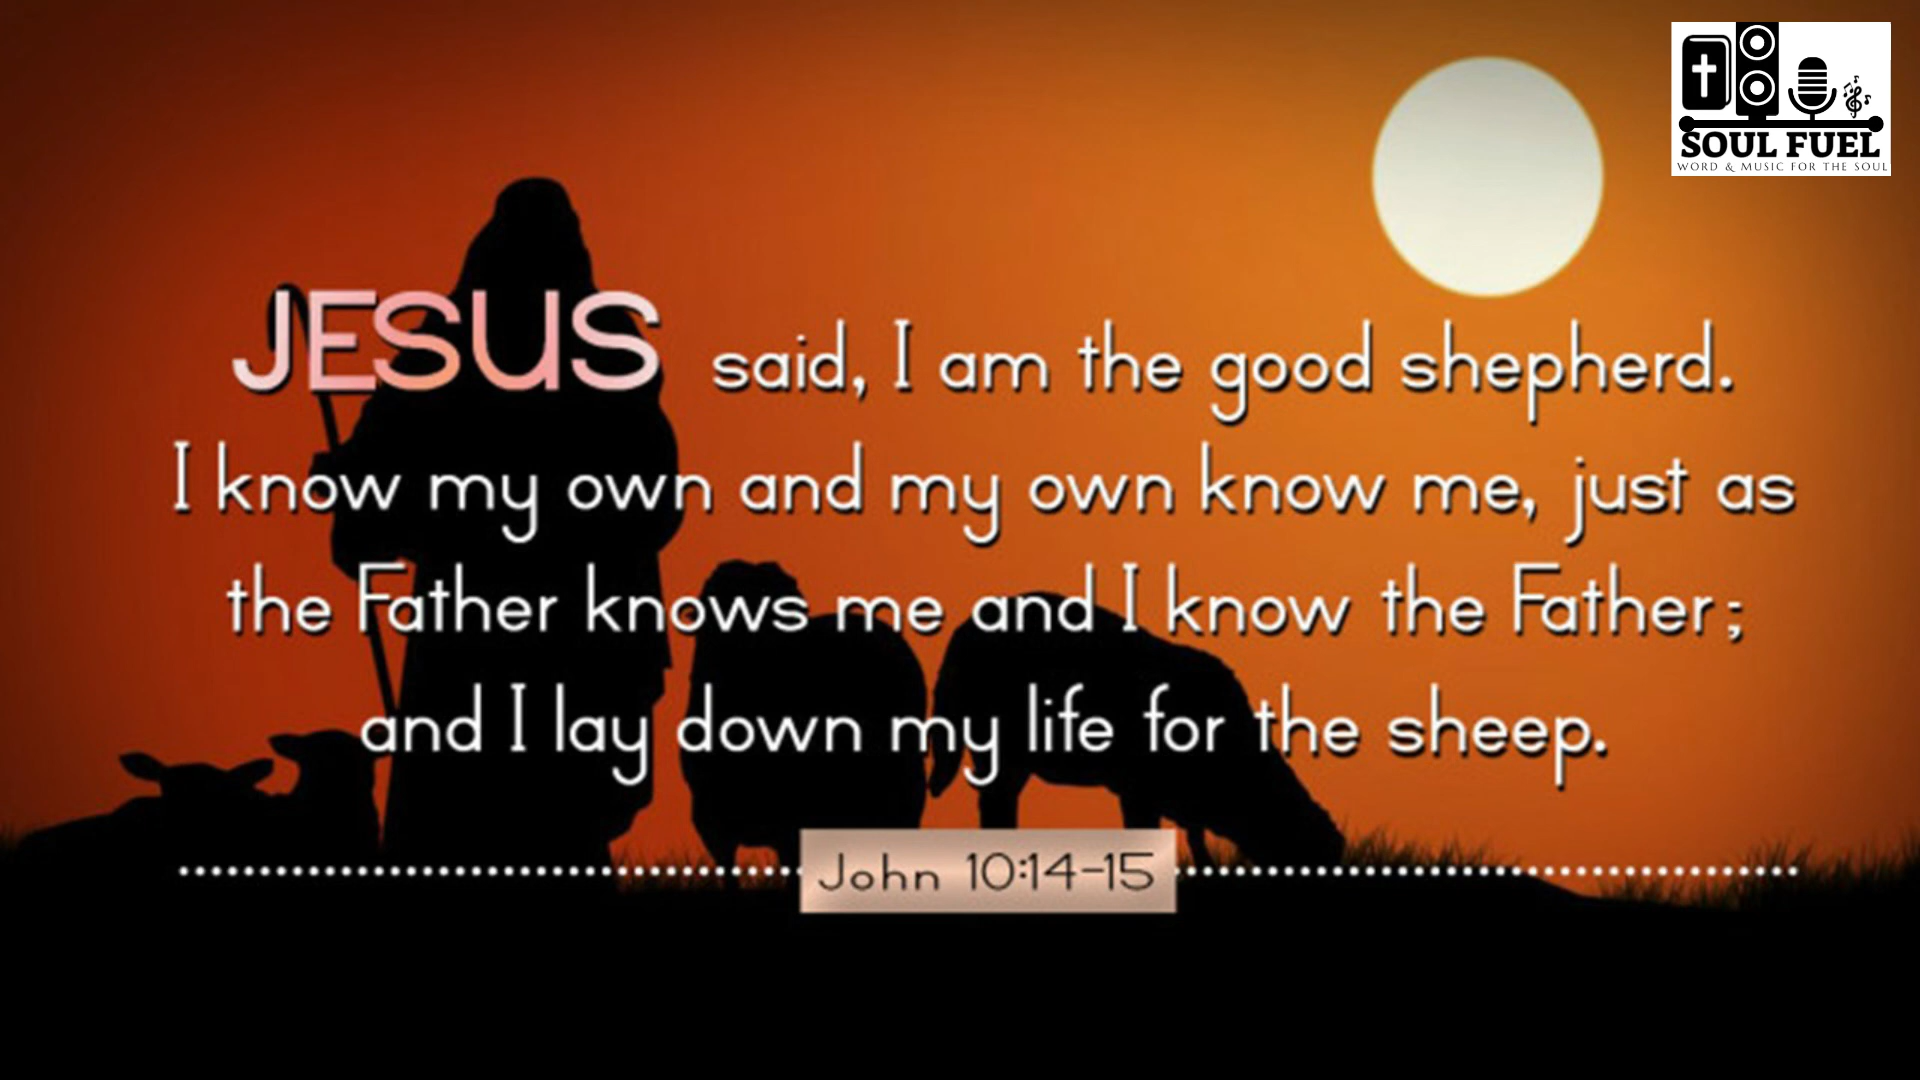 SOUL FUEL
WORD & MUSIC FOR THE SOUL
JESUS said, I am the good shepherd.
I know my own and my own know me, just as
the Father knows me and I know the Father;
and I lay down my life for the sheep.
John 10:14-15